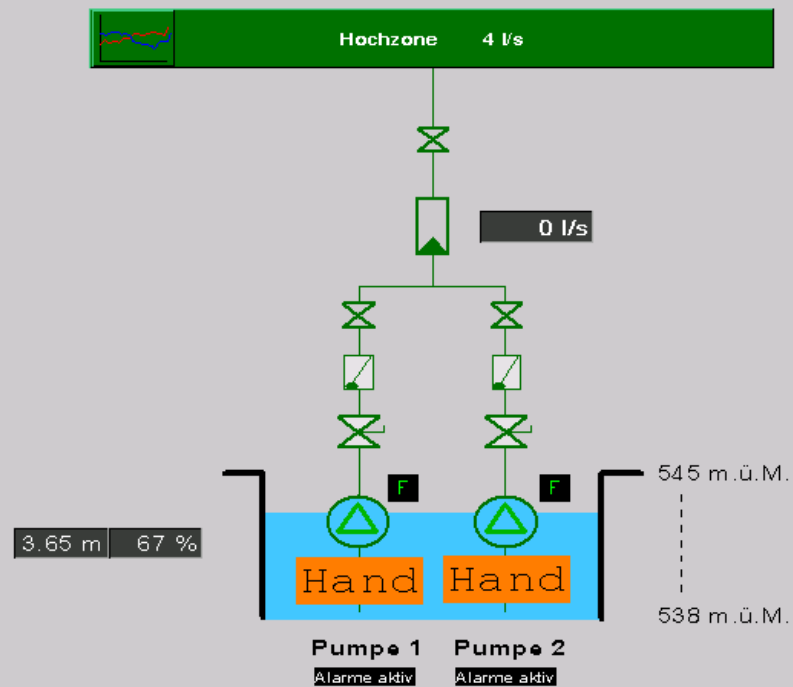 Hochzone 4 l/s
0 l/s
F F
545 m.ü.M.
3.65 m 67 %
Hand Hand
538 m.ü.M.
Pumpe 1 Pumpe 2
Alarme aktiv Alarme aktiv